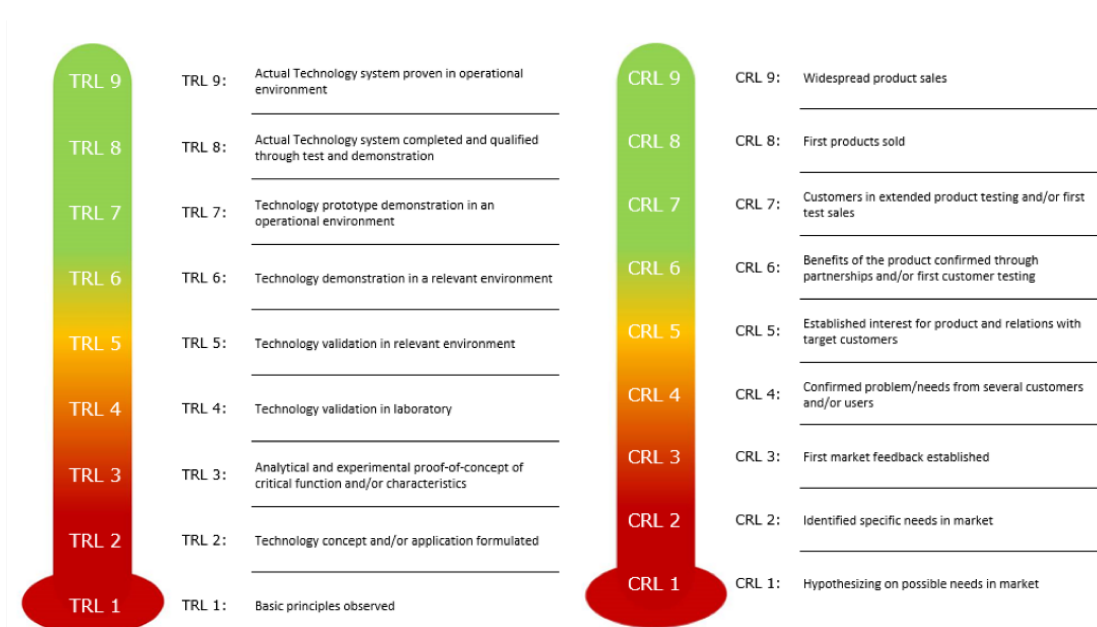 TRL 9
TRL 9:
Actual Technology system proven in operational
environment
TRL 8
TRL 8:
Actual Technology system completed and qualified
through test and demonstration
TRL 7
TRL 7:
Technology prototype demonstration in an
operational environment
TRL 6
TRL 6:
Technology demonstration in a relevant environment
TRL 5
TRL 5:
Technology validation in relevant environment
TRL 4
TRL 4:
Technology validation in laboratory
TRL 3
TRL 3:
Analytical and experimental proof-of-concept of
critical function and/or characteristics
TRL 2
TRL 2:
Technology concept and/or application formulated
TRL 1
TRL 1:
Basic principles observed
CRL 9
CRL 9:
Widespread product sales
CRL 8
CRL 8:
First products sold
CRL 7
CRL 7:
Customers in extended product testing and/or first
test sales
CRL 6
CRL 6:
Benefits of the product confirmed through
partnerships and/or first customer testing
CRL 5
CRL 5:
Established interest for product and relations with
target customers
CRL 4
CRL 4:
Confirmed problem/needs from several customers
and/or users
CRL 3
CRL 3:
First market feedback established
CRL 2
CRL 2:
Identified specific needs in market
CRL 1
CRL 1:
Hypothesizing on possible needs in market